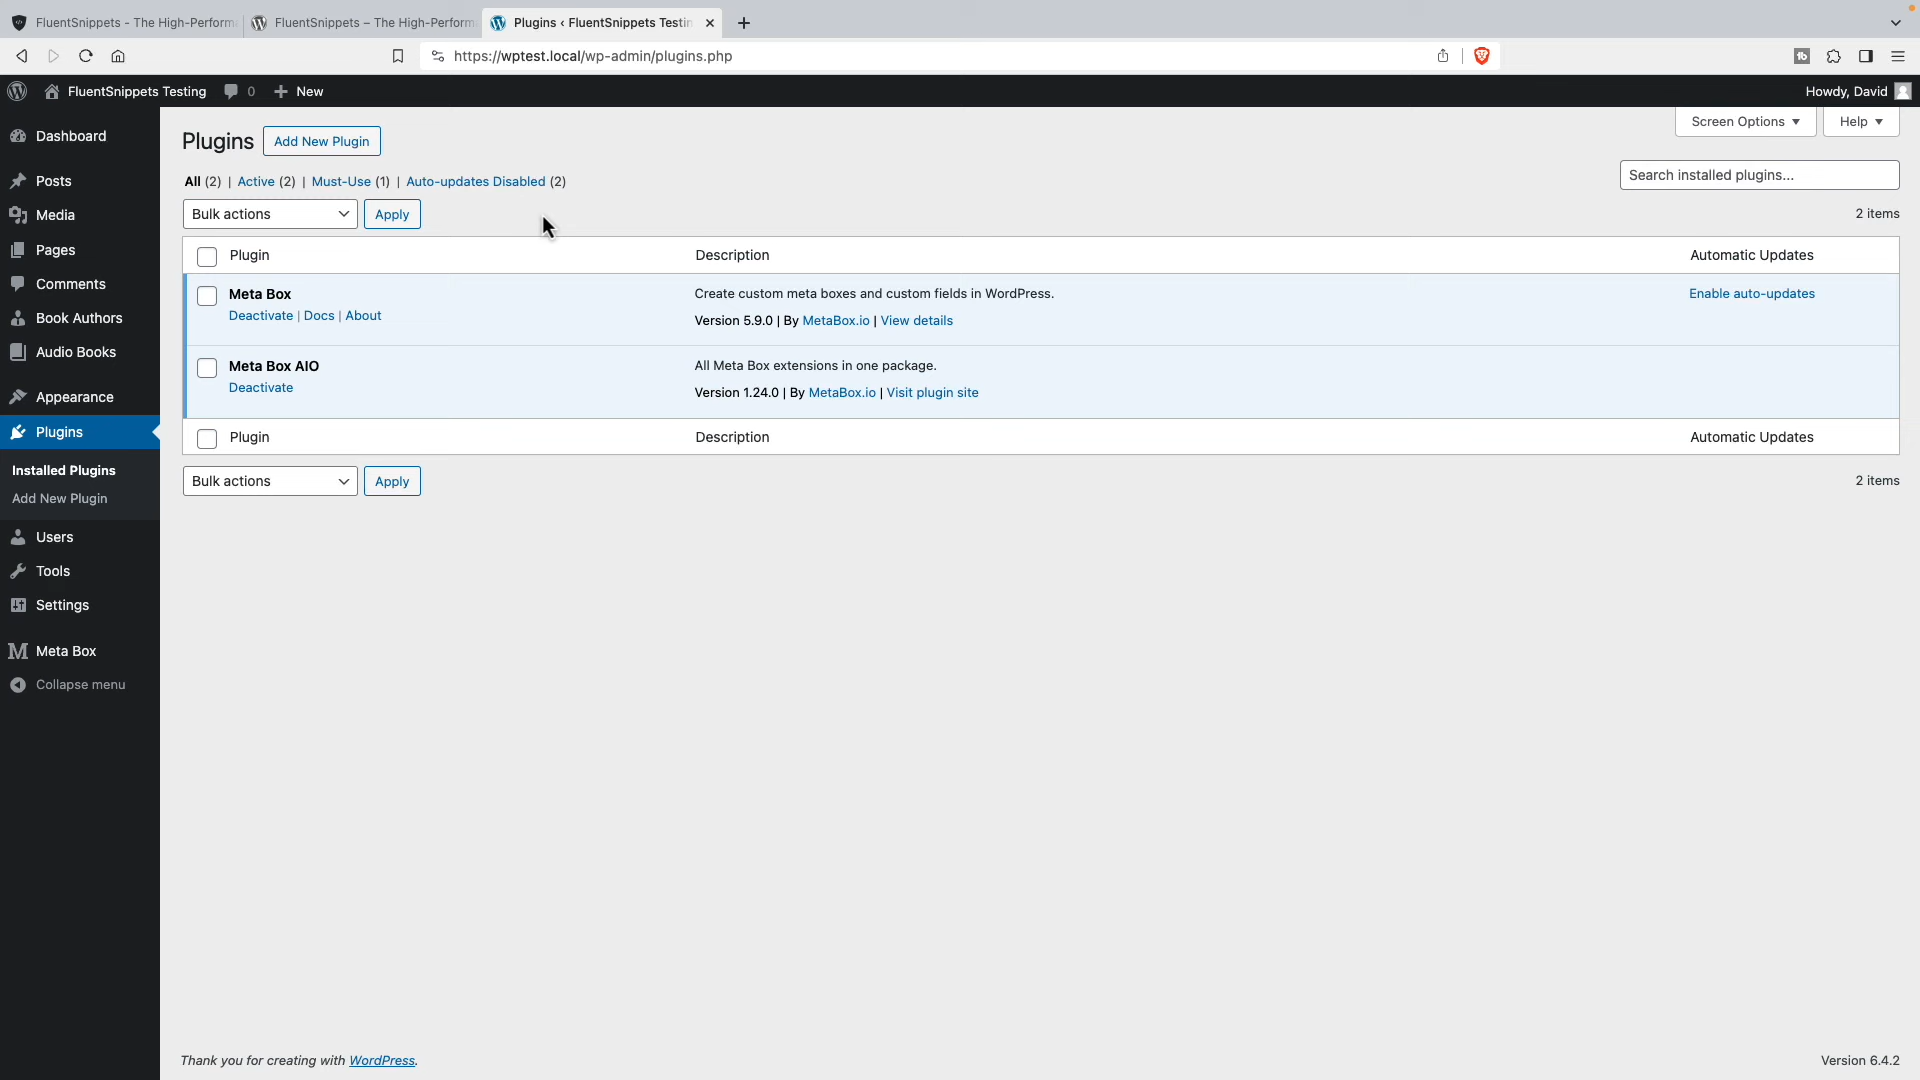 FluentSnippets - The High-Perform
FluentSnippets – The High-Perform
Plugins ‹ FluentSnippets Testin
https://wptest.local/wp-admin/plugins.php
FluentSnippets Testing 0 New
Howdy, David
Dashboard
Posts
Media
Pages
Comments
Book Authors
Audio Books
Appearance
Plugins
Installed Plugins
Add New Plugin
Users
Tools
Settings
Meta Box
Collapse menu
Screen Options
Help
Plugins Add New Plugin
All (2) | Active (2) | Must-Use (1) | Auto-updates Disabled (2)
Search installed plugins...
Bulk actions Apply
2 items
Plugin Description Automatic Updates
Meta Box Create custom meta boxes and custom fields in WordPress. Enable auto-updates
Deactivate | Docs | About Version 5.9.0 | By MetaBox.io | View details
Meta Box AIO All Meta Box extensions in one package.
Deactivate Version 1.24.0 | By MetaBox.io | Visit plugin site
Plugin Description Automatic Updates
Bulk actions Apply
2 items
Thank you for creating with WordPress.
Version 6.4.2